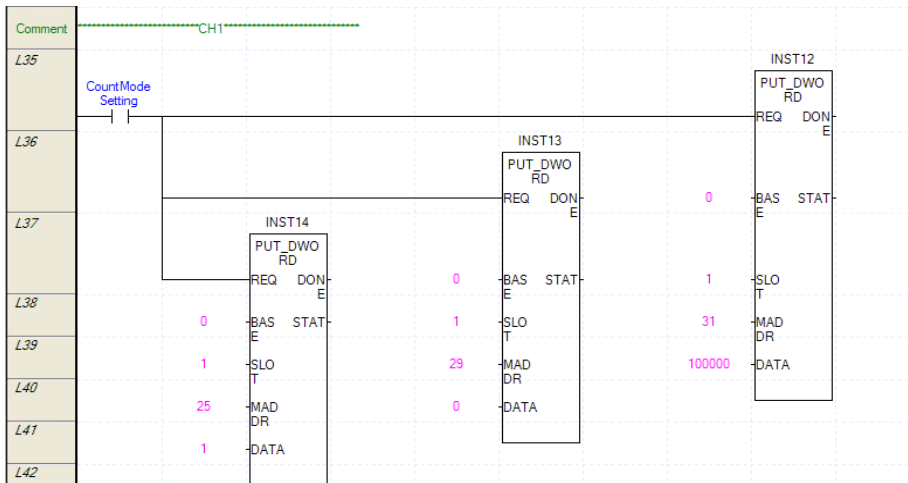 Comment ****************************CH1********************************
L35
INST12
CountMode
Setting
PUT_DWO
RD
REQ DON
E
L36
INST13
PUT_DWO
RD
REQ DON
E
0 BAS STAT
E
L37
INST14
PUT_DWO
RD
REQ DON
E
0 BAS STAT
E
1 SLO
T
L38
0 BAS STAT
E
1 SLO
T
31 MAD
DR
L39
1 SLO
T
29 MAD
DR
100000 DATA
L40
25 MAD
DR
0 DATA
L41
1 DATA
L42